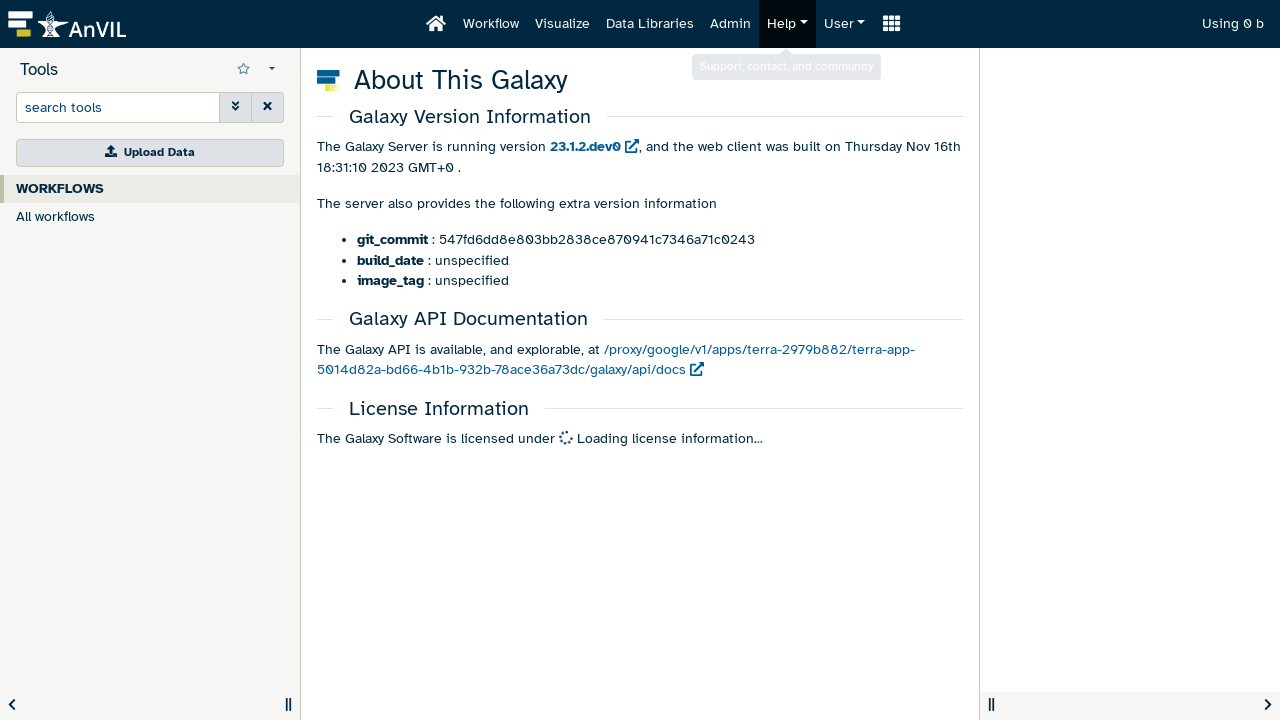 AnVIL
Workflow Visualize Data Libraries Admin Help User
Using 0 b
Support, contact, and community
Tools
search tools
Upload Data
WORKFLOWS
All workflows
About This Galaxy
Galaxy Version Information
The Galaxy Server is running version 23.1.2.dev0 , and the web client was built on Thursday Nov 16th
18:31:10 2023 GMT+0 .
The server also provides the following extra version information
• git_commit : 547fd6dd8e803bb2838ce870941c7346a71c0243
• build_date : unspecified
• image_tag : unspecified
Galaxy API Documentation
The Galaxy API is available, and explorable, at /proxy/google/v1/apps/terra-2979b882/terra-app-
5014d82a-bd66-4b1b-932b-78ace36a73dc/galaxy/api/docs
License Information
The Galaxy Software is licensed under Loading license information...